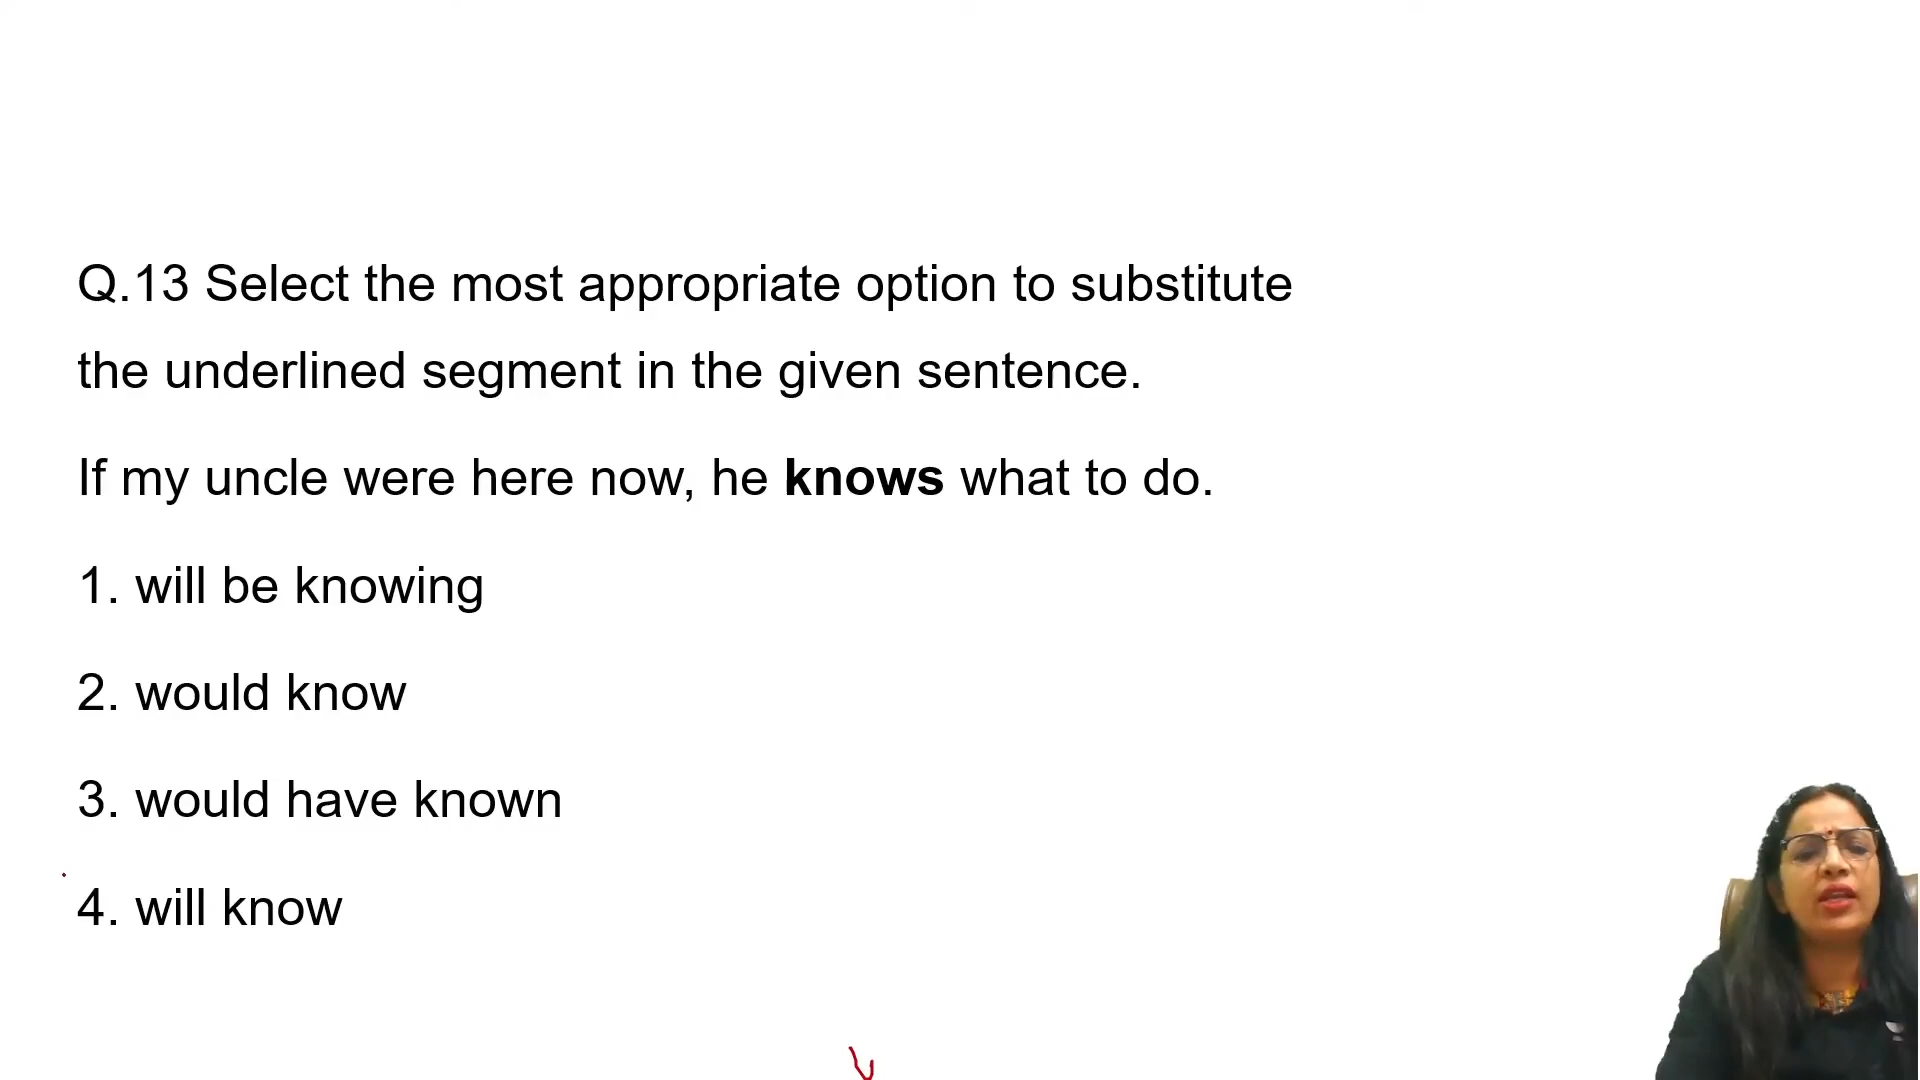 Q.13 Select the most appropriate option to substitute
the underlined segment in the given sentence.
If my uncle were here now, he knows what to do.
1. will be knowing
2. would know
3. would have known
4. will know